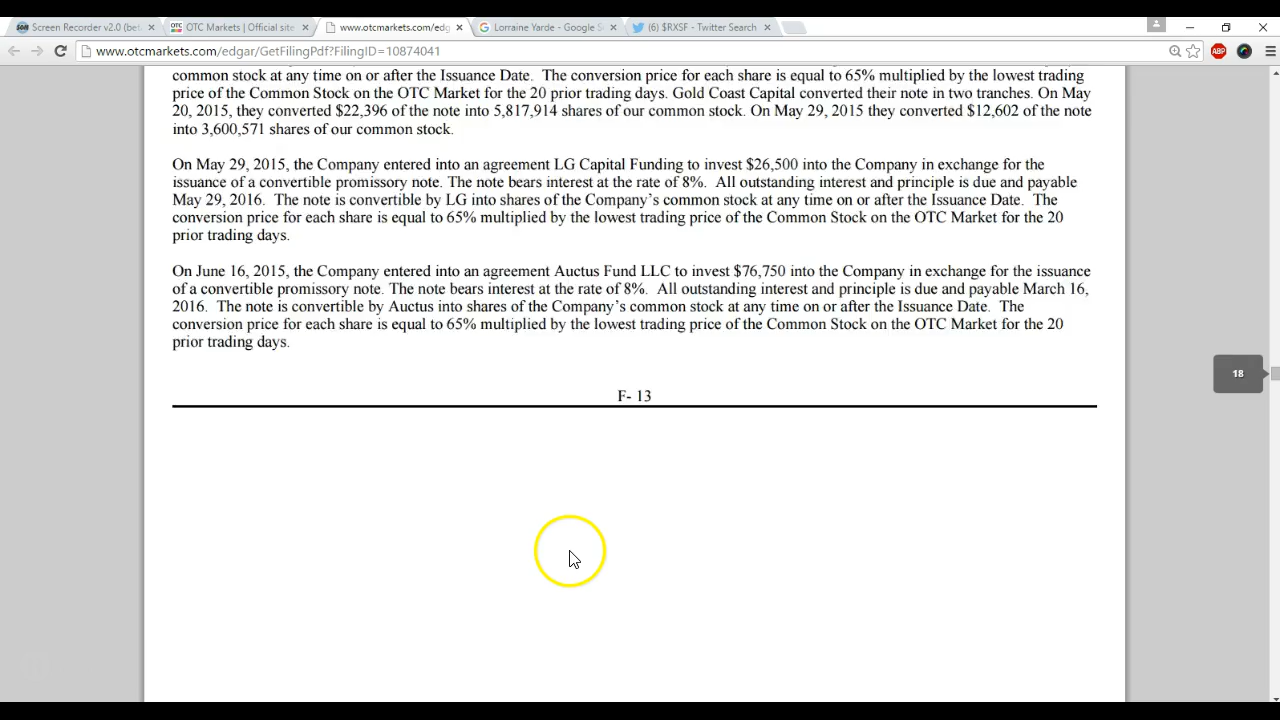 Screen Recorder v2.0 (bet
OTC Markets | Official site
www.otcmarkets.com/edg
Lorraine Yarde - Google S
(6) $RXSF - Twitter Search
www.otcmarkets.com/edgar/GetFilingPdf?FilingID=10874041
ABP
common stock at any time on or after the Issuance Date.  The conversion price for each share is equal to 65% multiplied by the lowest trading
price of the Common Stock on the OTC Market for the 20 prior trading days. Gold Coast Capital converted their note in two tranches. On May
20, 2015, they converted $22,396 of the note into 5,817,914 shares of our common stock. On May 29, 2015 they converted $12,602 of the note
into 3,600,571 shares of our common stock.
On May 29, 2015, the Company entered into an agreement LG Capital Funding to invest $26,500 into the Company in exchange for the
issuance of a convertible promissory note. The note bears interest at the rate of 8%.  All outstanding interest and principle is due and payable
May 29, 2016.  The note is convertible by LG into shares of the Company's common stock at any time on or after the Issuance Date.  The
conversion price for each share is equal to 65% multiplied by the lowest trading price of the Common Stock on the OTC Market for the 20
prior trading days.
On June 16, 2015, the Company entered into an agreement Auctus Fund LLC to invest $76,750 into the Company in exchange for the issuance
of a convertible promissory note. The note bears interest at the rate of 8%.  All outstanding interest and principle is due and payable March 16,
2016.  The note is convertible by Auctus into shares of the Company's common stock at any time on or after the Issuance Date.  The
conversion price for each share is equal to 65% multiplied by the lowest trading price of the Common Stock on the OTC Market for the 20
prior trading days.
18
F- 13